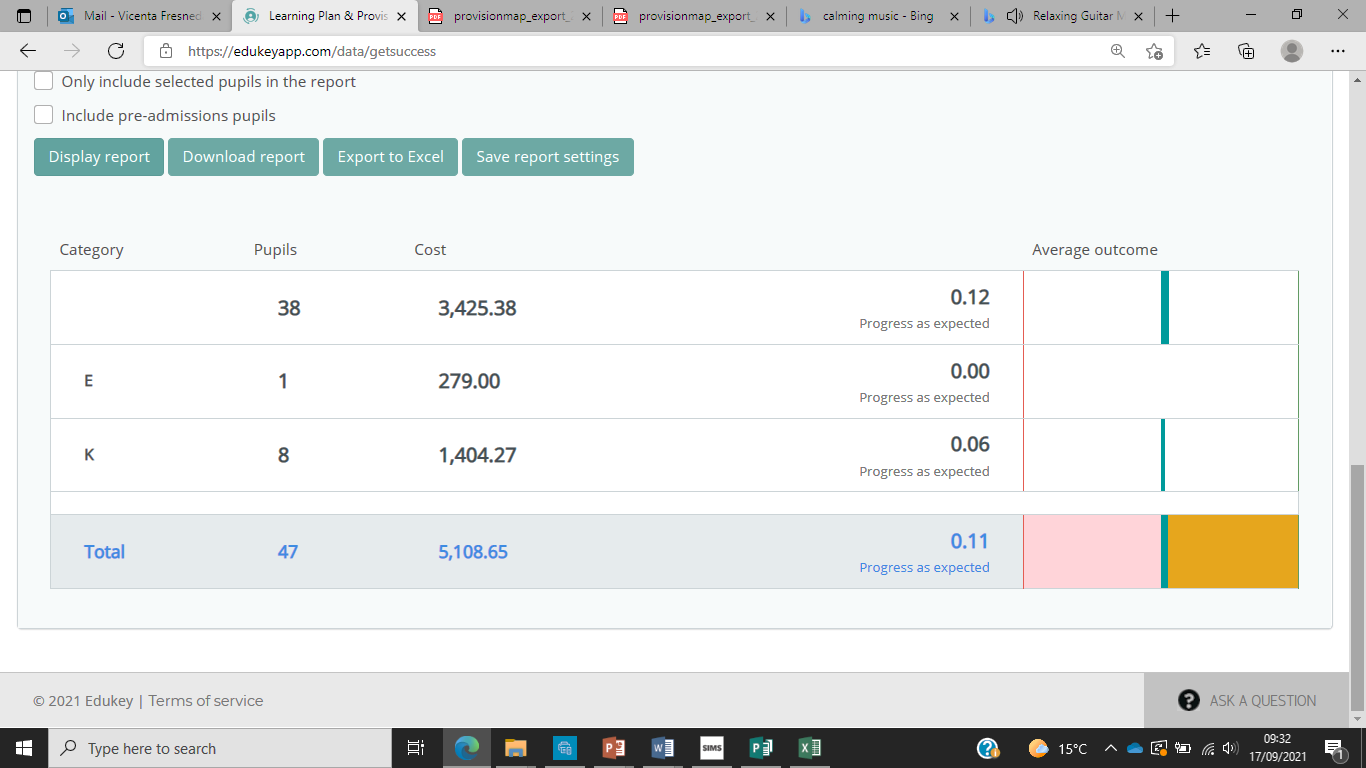 Mail - Vicenta Fresned
Learning Plan & Provis
provisionmap_export_
provisionmap_export_
calming music - Bing
Relaxing Guitar M
https://edukeyapp.com/data/getsuccess
Only include selected pupils in the report
Include pre-admissions pupils
Display report Download report Export to Excel Save report settings
Category Pupils Cost Average outcome
38 3,425.38 0.12
Progress as expected
E 1 279.00 0.00
Progress as expected
K 8 1,404.27 0.06
Progress as expected
Total 47 5,108.65 0.11
Progress as expected
© 2021 Edukey | Terms of service
? ASK A QUESTION
Type here to search
SIMS
15°C
09:32
17/09/2021
1